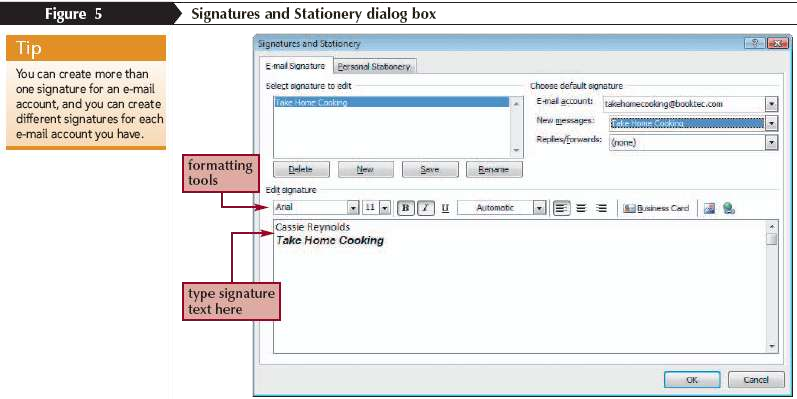 Figure 5
Signatures and Stationery dialog box
Tip
You can create more than
one signature for an e-mail
account, and you can create
different signatures for each
e-mail account you have.
Signatures and Stationery
E-mail Signature
Personal Stationery
Select signature to edit
Choose default signature
Take Home Cooking
E-mail account: takehomecooking@booktec.com
New messages: Take Home Cooking
Replies/forwards: (none)
Delete
New
Save
Rename
formatting
tools
Edit signature
Arial
11
B
I
U
Automatic
Business Card
Cassie Reynolds
Take Home Cooking
type signature
text here
OK
Cancel